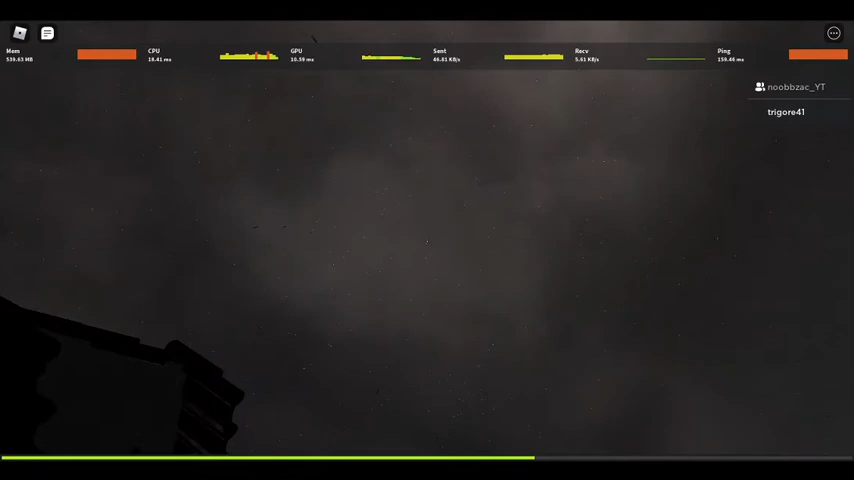 Mem CPU GPU Sent Recv Ping
539.63 MB 18.41 ms 10.59 ms 46.81 KB/s 5.61 KB/s 159.46 ms
noobbzac_YT
trigore41